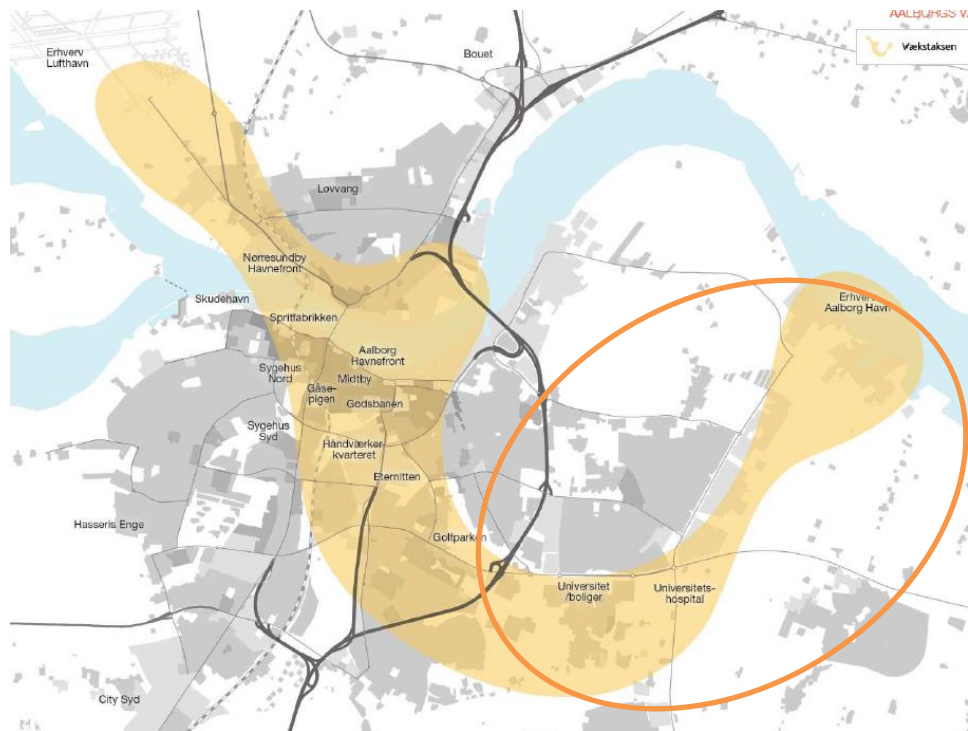 AALBORGS V
Vækstaksen
Erhverv
Lufthavn
Bouet
Løvvang
Nørresundby
Havnefront
Skudehavn
Spritfabrikken
Erhverv
Aalborg Havn
Aalborg
Havnefront
Sygehus
Nord
Midtby
Gåse-
pigen
Godsbanen
Sygehus
Syd
Håndværker-
kvarteret
Eternitten
Hasseris Enge
Golfparken
Universitet
/boliger
Universitets-
hospital
City Syd